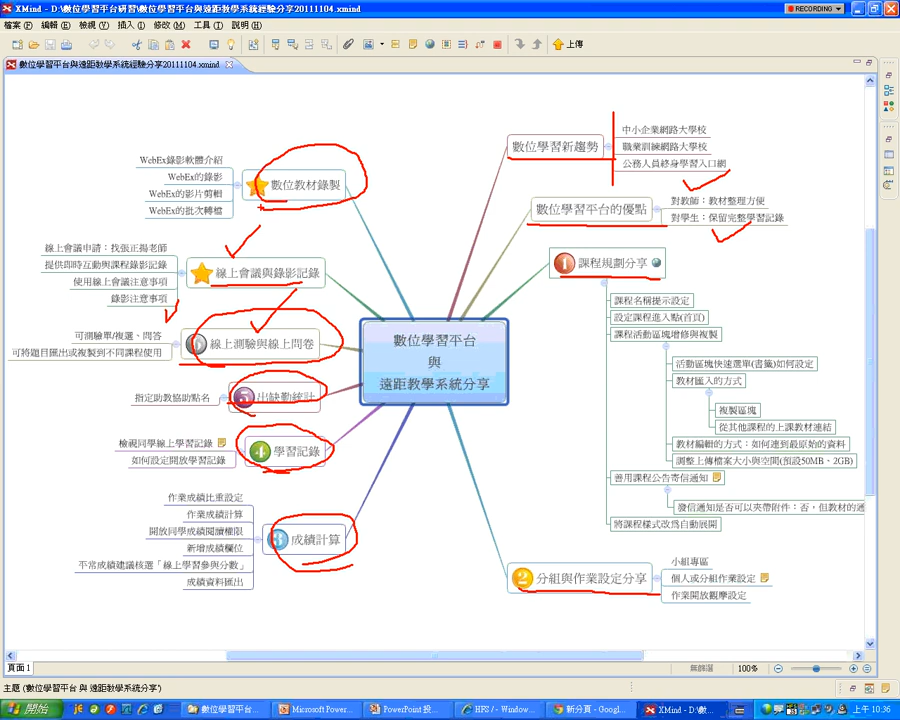 XMind - D:\數位學習平台研習\數位學習平台與遠距教學系統經驗分享20111104.xmind
RECORDING
檔案(F) 編輯(E) 檢視(V) 插入(I) 修改(M) 工具(T) 說明(H)
上傳
數位學習平台與遠距教學系統經驗分享20111104.xmind
數位學習平台
與
遠距教學系統分享
數位學習新趨勢
中小企業網路大學校
職業訓練網路大學校
公務人員終身學習入口網
數位學習平台的優點
對教師：教材整理方便
對學生：保留完整學習記錄
1 課程規劃分享
課程名稱提示設定
設定課程進入點(首頁)
課程活動區塊增修與複製
活動區塊快速選單(書籤)如何設定
教材匯入的方式
複製區塊
從其他課程的上課教材連結
教材編輯的方式：如何連到最原始的資料
調整上傳檔案大小與空間(預設50MB、2GB)
善用課程公告寄信通知
發信通知是否可以夾帶附件：否，但教材的通
將課程樣式改為自動展開
2 分組與作業設定分享
小組專區
個人或分組作業設定
作業開放觀摩設定
數位教材錄製
WebEx錄影軟體介紹
WebEx的錄影
WebEx的影片剪輯
WebEx的批次轉檔
線上會議與錄影記錄
線上會議申請：找張正揚老師
提供即時互動與課程錄影記錄
使用線上會議注意事項
錄影注意事項
線上測驗與線上問卷
可測驗單/複選、問答
可將題目匯出或複製到不同課程使用
5 出缺勤統計
指定助教協助點名
4 學習記錄
檢視同學線上學習記錄
如何設定開放學習記錄
3 成績計算
作業成績比重設定
作業成績計算
開放同學成績閱讀權限
新增成績欄位
平常成績建議核選「線上學習參與分數」
成績資料匯出
頁面 1
無篩選
100%
主題 ('數位學習平台 與 遠距教學系統分享')
開始
數位學習平台...
Microsoft Power...
PowerPoint 投...
HFS / - Window...
新分頁 - Googl...
XMind - D:\數...
上午 10:36